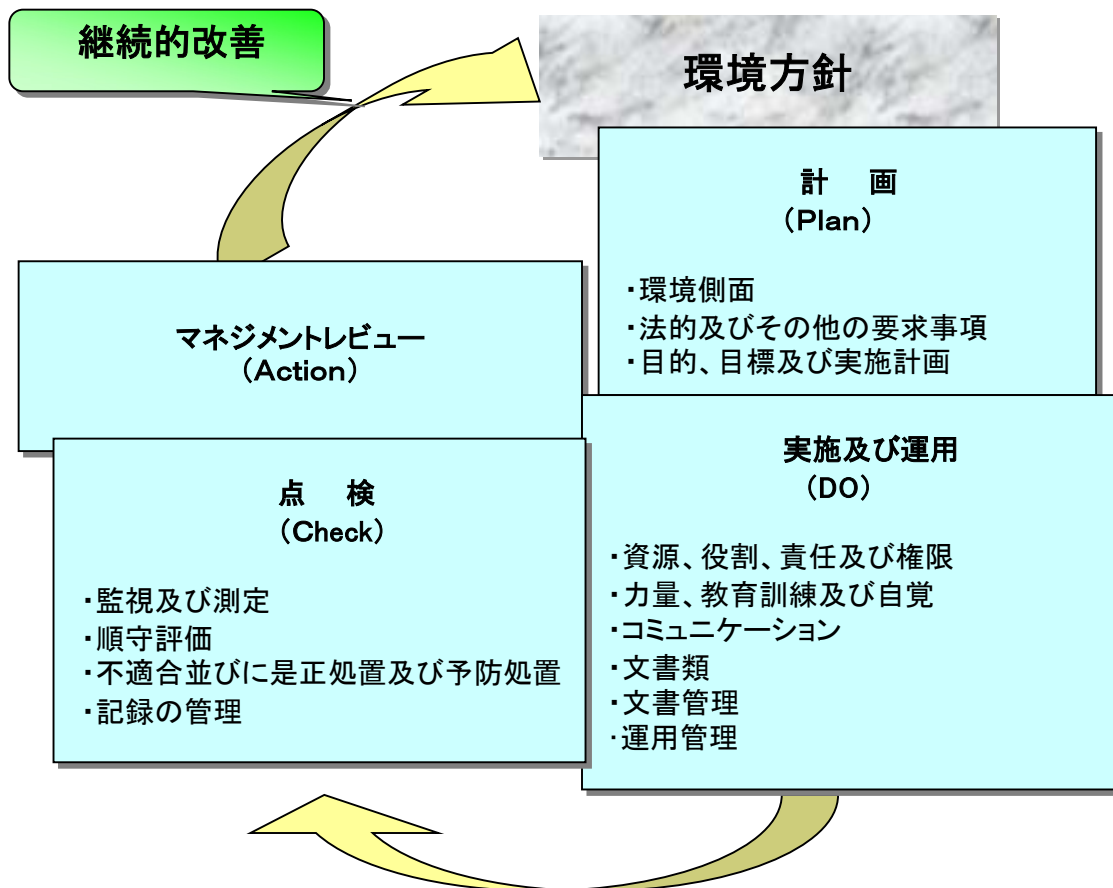 継続的改善
環境方針
計　画
（Plan）
・環境側面
・法的及びその他の要求事項
・目的、目標及び実施計画
実施及び運用
（DO）
・資源、役割、責任及び権限
・力量、教育訓練及び自覚
・コミュニケーション
・文書類
・文書管理
・運用管理
点　検
（Check）
・監視及び測定
・順守評価
・不適合並びに是正処置及び予防処置
・記録の管理
マネジメントレビュー
（Action）